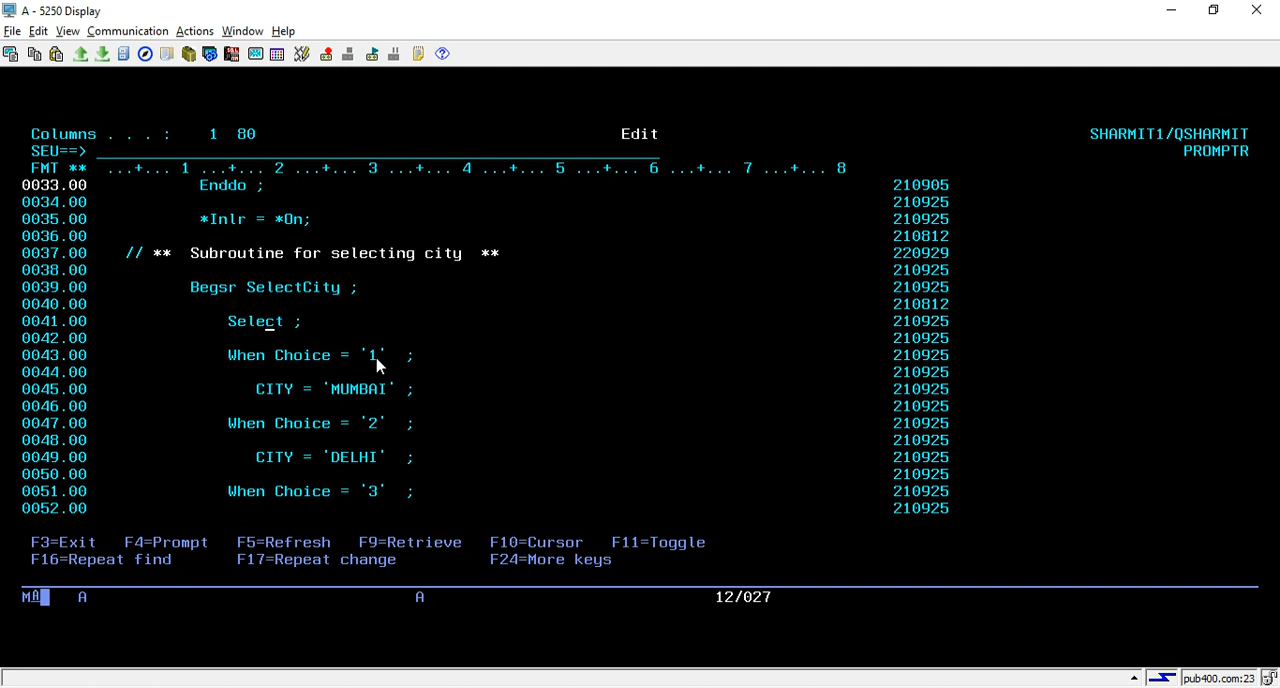 A - 5250 Display
File Edit View Communication Actions Window Help
Columns . . . : 1 80 Edit SHARMIT1/QSHARMIT
SEU==> PROMPTR
FMT ** ...+... 1 ...+... 2 ...+... 3 ...+... 4 ...+... 5 ...+... 6 ...+... 7 ...+... 8
0033.00 Enddo ; 210905
0034.00 210925
0035.00 *Inlr = *On; 210925
0036.00 210812
0037.00 // ** Subroutine for selecting city ** 220929
0038.00 210925
0039.00 Begsr SelectCity ; 210925
0040.00 210812
0041.00 Select ; 210925
0042.00 210925
0043.00 When Choice = '1' ; 210925
0044.00 210925
0045.00 CITY = 'MUMBAI' ; 210925
0046.00 210925
0047.00 When Choice = '2' ; 210925
0048.00 210925
0049.00 CITY = 'DELHI' ; 210925
0050.00 210925
0051.00 When Choice = '3' ; 210925
0052.00 210925
F3=Exit F4=Prompt F5=Refresh F9=Retrieve F10=Cursor F11=Toggle
F16=Repeat find F17=Repeat change F24=More keys
MA A A 12/027
pub400.com:23